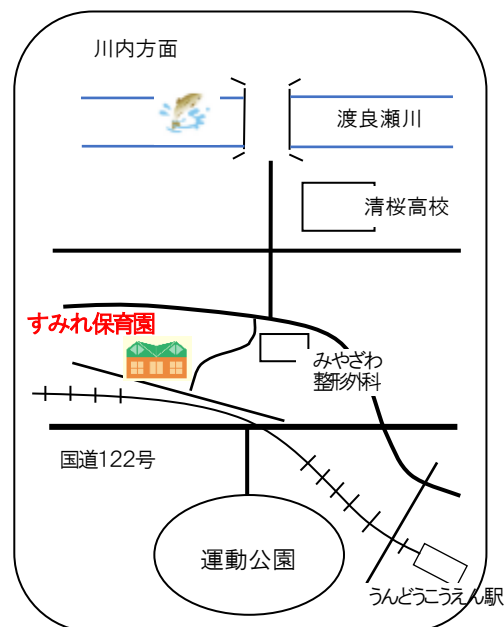 川内方面
渡良瀬川
清桜高校
すみれ保育園
みやざわ
整形外科
国道122号
運動公園
うんどうこうえん駅